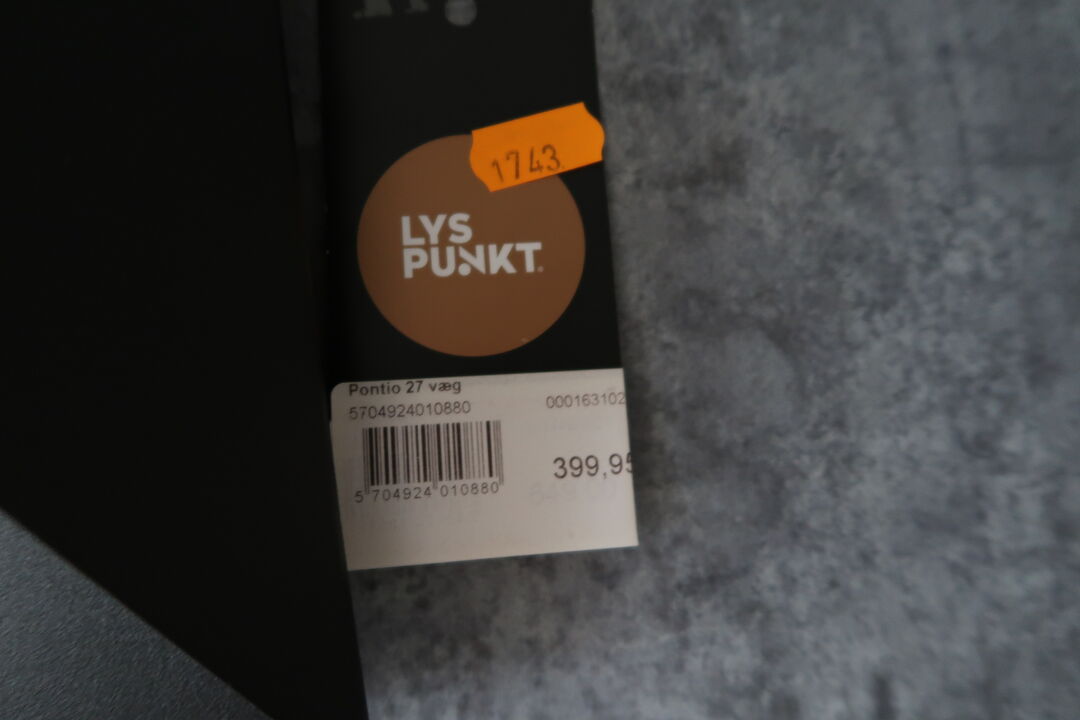 1743
LYS
PUNKT
Pontio 27 væg
5704924010880
000163102
399,95
5 704924 010880